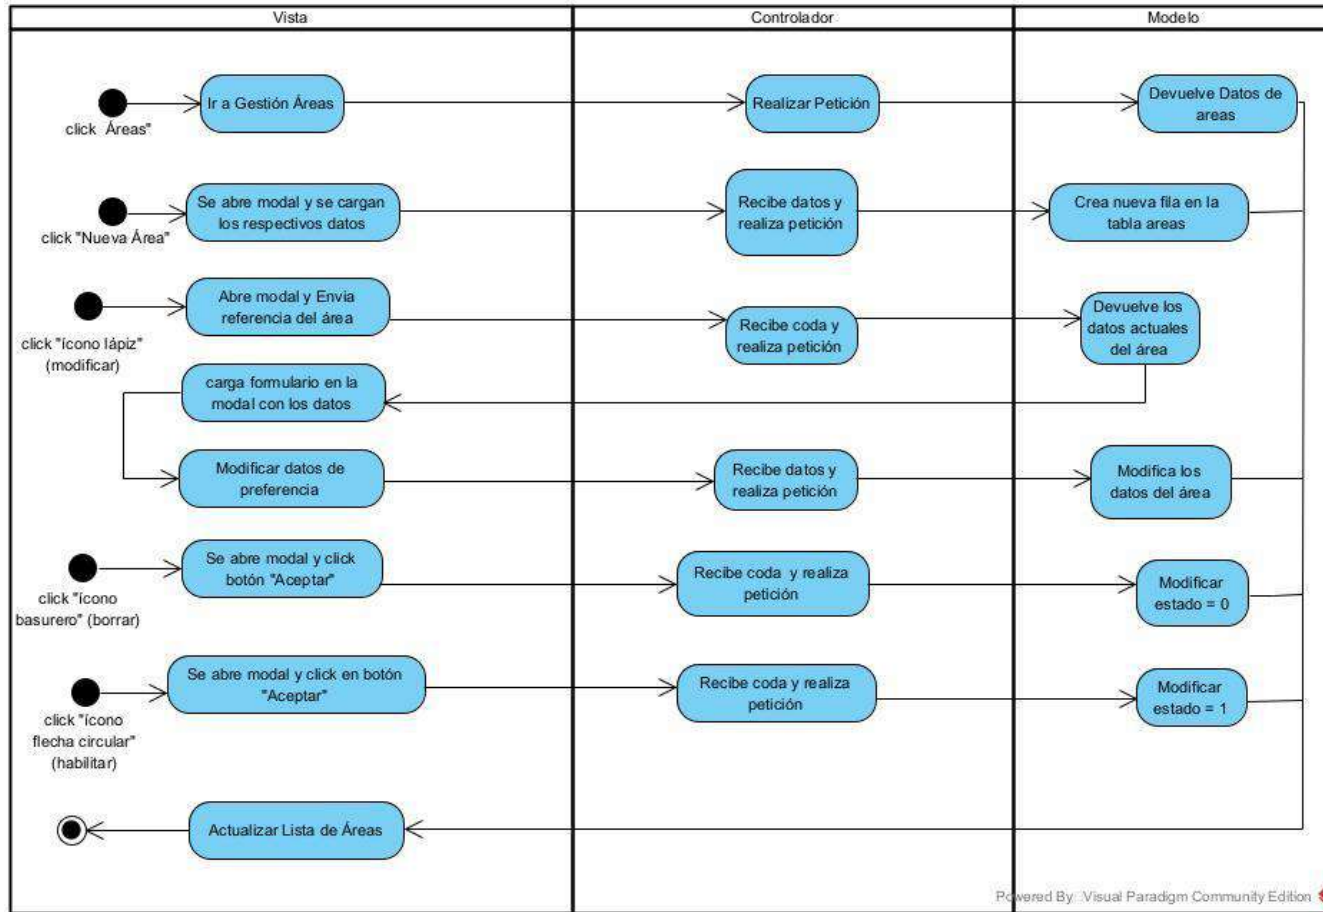 Vista
Controlador
Modelo
click Áreas"
Ir a Gestión Áreas
Realizar Petición
Devuelve Datos de
areas
click "Nueva Área"
Se abre modal y se cargan
los respectivos datos
Recibe datos y
realiza petición
Crea nueva fila en la
tabla areas
click "ícono lápiz"
(modificar)
Abre modal y Envia
referencia del área
Recibe coda y
realiza petición
Devuelve los
datos actuales
del área
carga formulario en la
modal con los datos
Modificar datos de
preferencia
Recibe datos y
realiza petición
Modifica los
datos del área
click "ícono
basurero" (borrar)
Se abre modal y click
botón "Aceptar"
Recibe coda y realiza
petición
Modificar
estado = 0
click "ícono
flecha circular"
(habilitar)
Se abre modal y click en botón
"Aceptar"
Recibe coda y realiza
petición
Modificar
estado = 1
Actualizar Lista de Áreas
Powered By: Visual Paradigm Community Edition